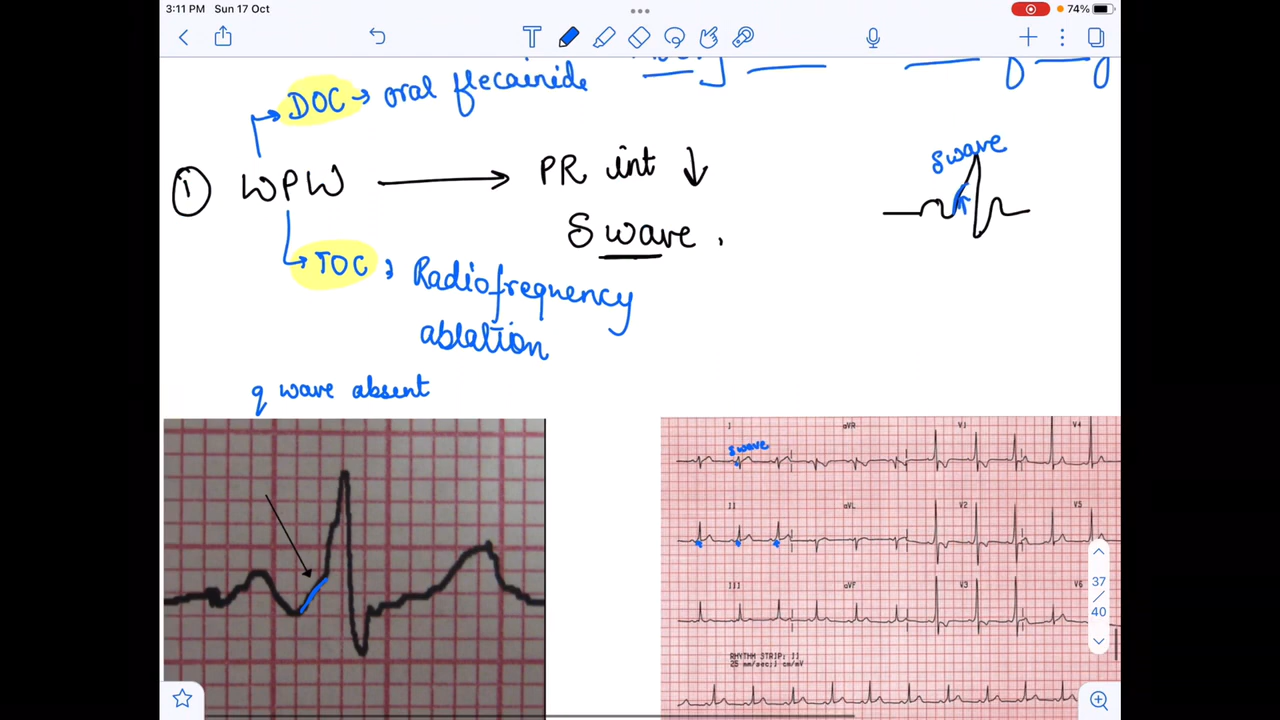 3:11 PM Sun 17 Oct
74%
DOC → oral flecainide
① WPW → PR int ↓
δ wave
δ wave .
TOC → Radiofrequency
ablation
q wave absent
I aVR V1 V4
δ wave
II aVL V2 V5
III aVF V3 V6
37
/
40
RHYTHM STRIP: II
25 mm/sec;1 cm/mV